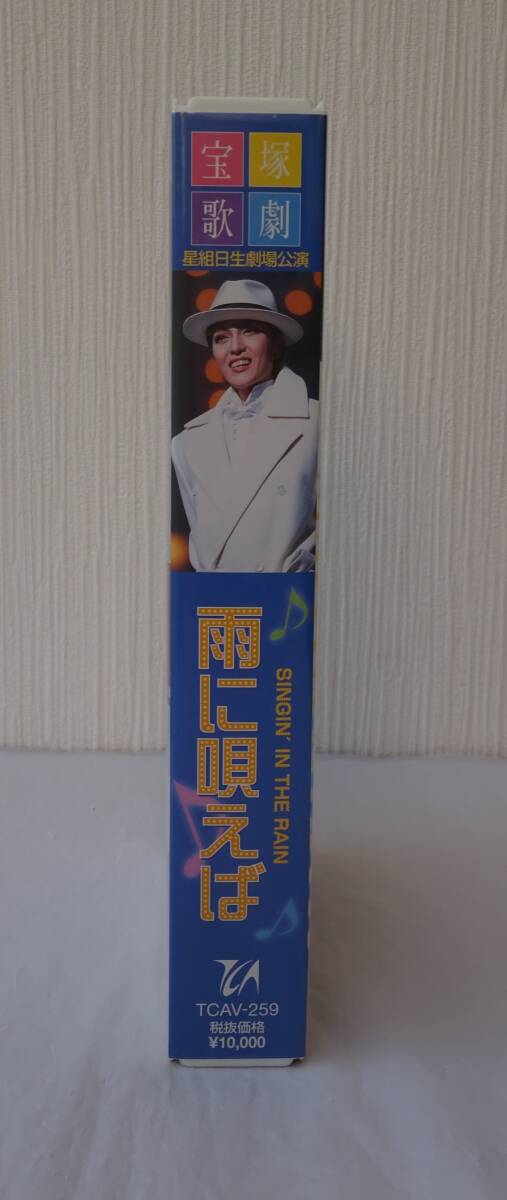 宝塚
歌劇
星組日生劇場公演
雨に唄えば
SINGIN' IN THE RAIN
TCA
TCAV-259
税抜価格
¥10,000